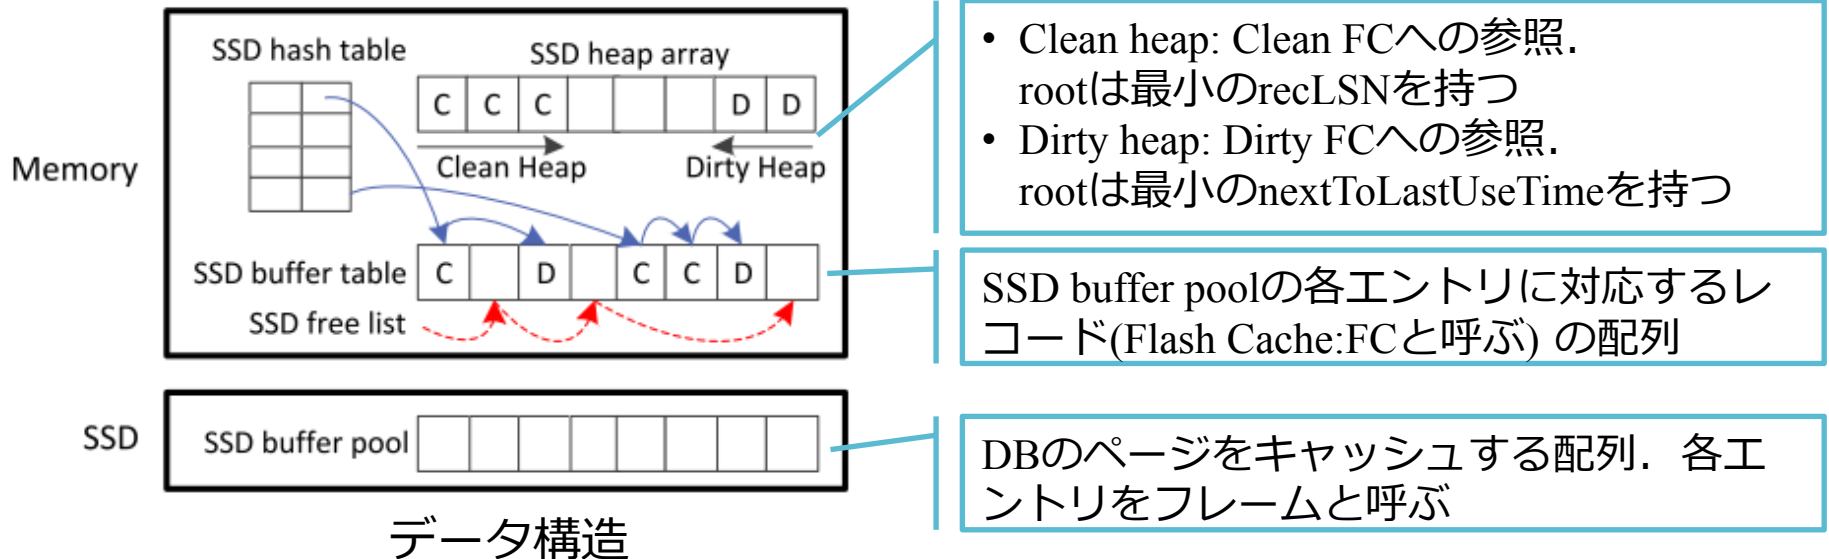 Memory
SSD hash table
SSD heap array
C C C D D
Clean Heap
Dirty Heap
SSD buffer table
C D C C D
SSD free list
SSD
SSD buffer pool
データ構造
• Clean heap: Clean FCへの参照．
rootは最小のrecLSNを持つ
• Dirty heap: Dirty FCへの参照．
rootは最小のnextToLastUseTimeを持つ
SSD buffer poolの各エントリに対応するレ
コード(Flash Cache:FCと呼ぶ) の配列
DBのページをキャッシュする配列．各エ
ントリをフレームと呼ぶ